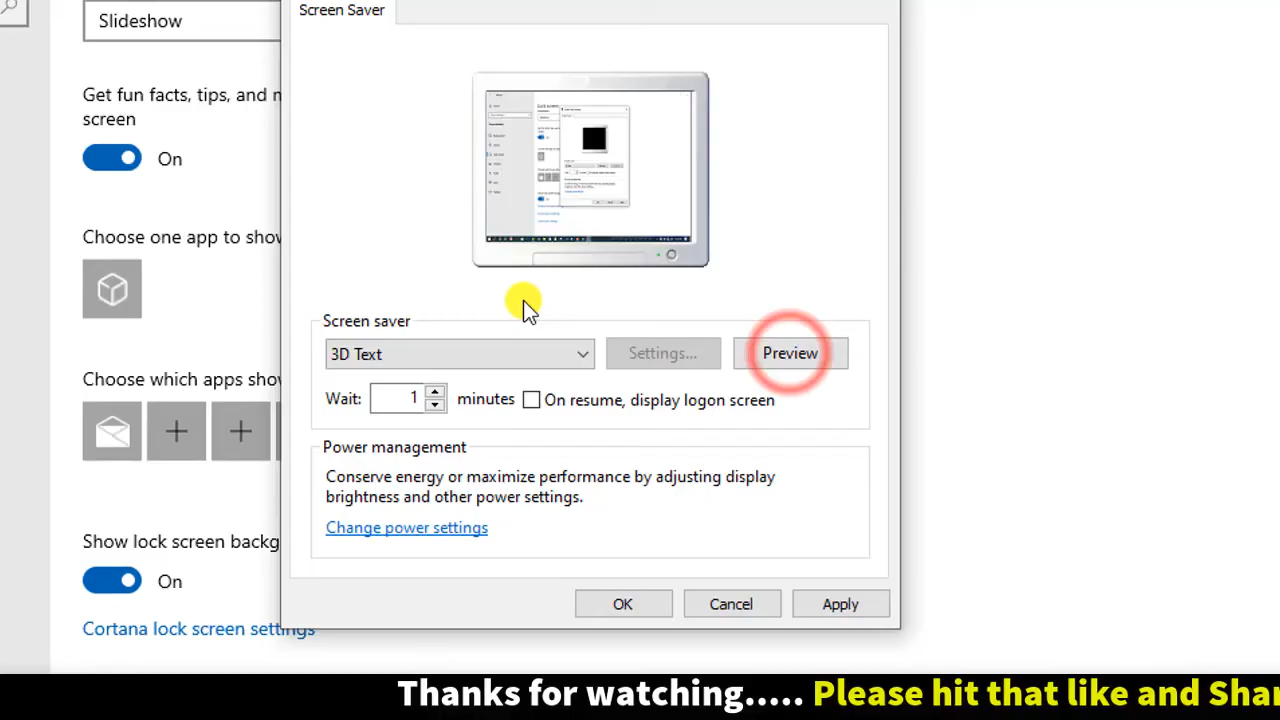 Screen Saver
Slideshow
Get fun facts, tips, and m
screen
On
Choose one app to show
Choose which apps show
Show lock screen backg
On
Cortana lock screen settings
Screen saver
3D Text
Settings...
Preview
Wait:
1
minutes
On resume, display logon screen
Power management
Conserve energy or maximize performance by adjusting display
brightness and other power settings.
Change power settings
OK
Cancel
Apply
Thanks for watching..... Please hit that like and Shar